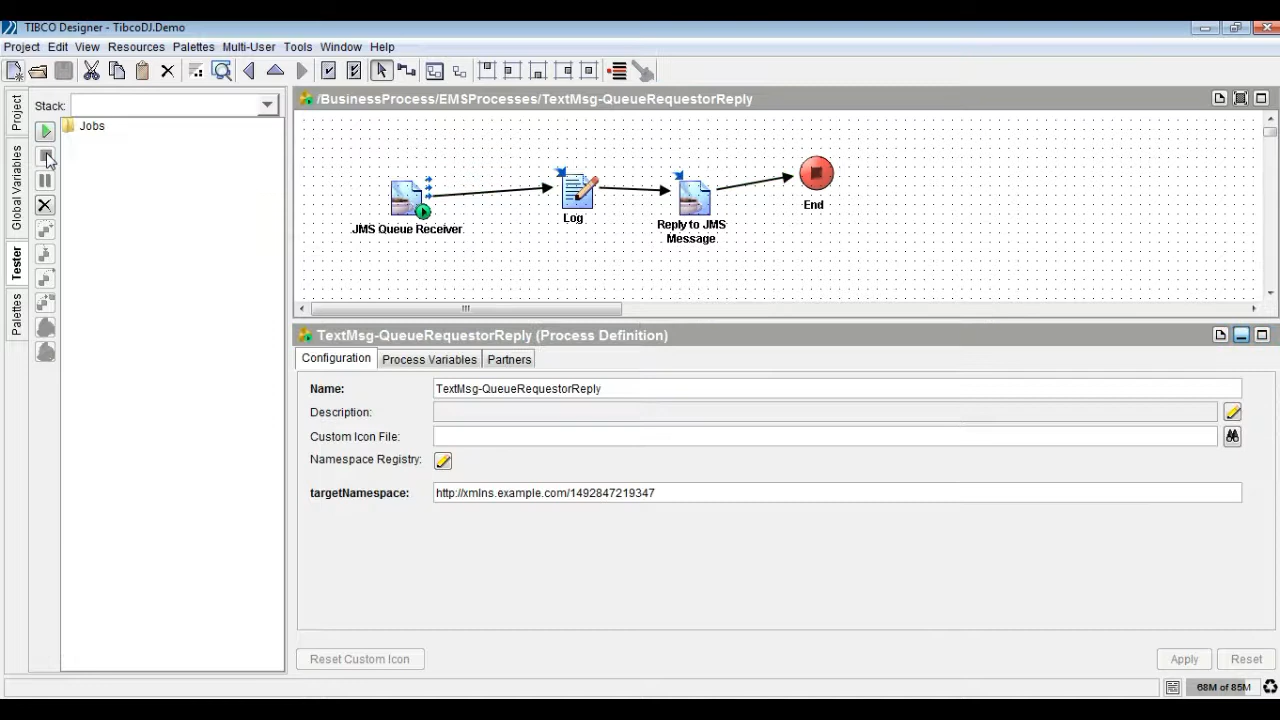 TIBCO Designer - TibcoDJ.Demo
Project Edit View Resources Palettes Multi-User Tools Window Help
Project
Global Variables
Tester
Palettes
Stack:
Jobs
/BusinessProcess/EMSProcesses/TextMsg-QueueRequestorReply
JMS Queue Receiver
Log
Reply to JMS
Message
End
TextMsg-QueueRequestorReply (Process Definition)
Configuration Process Variables Partners
Name: TextMsg-QueueRequestorReply
Description:
Custom Icon File:
Namespace Registry:
targetNamespace: http://xmlns.example.com/1492847219347
Reset Custom Icon Apply Reset
68M of 85M